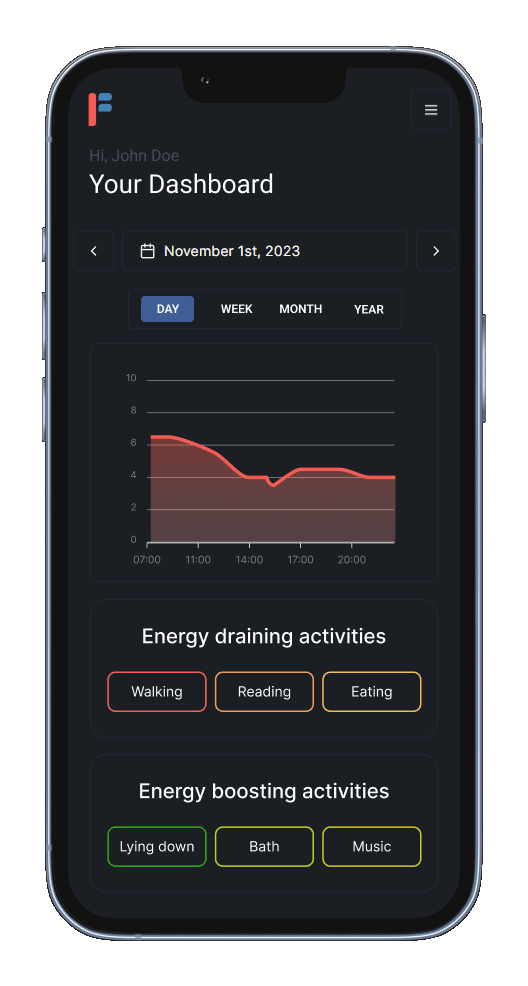 Hi, John Doe
Your Dashboard
November 1st, 2023
DAY WEEK MONTH YEAR
10
8
6
4
2
0
07:00 11:00 14:00 17:00 20:00
Energy draining activities
Walking Reading Eating
Energy boosting activities
Lying down Bath Music